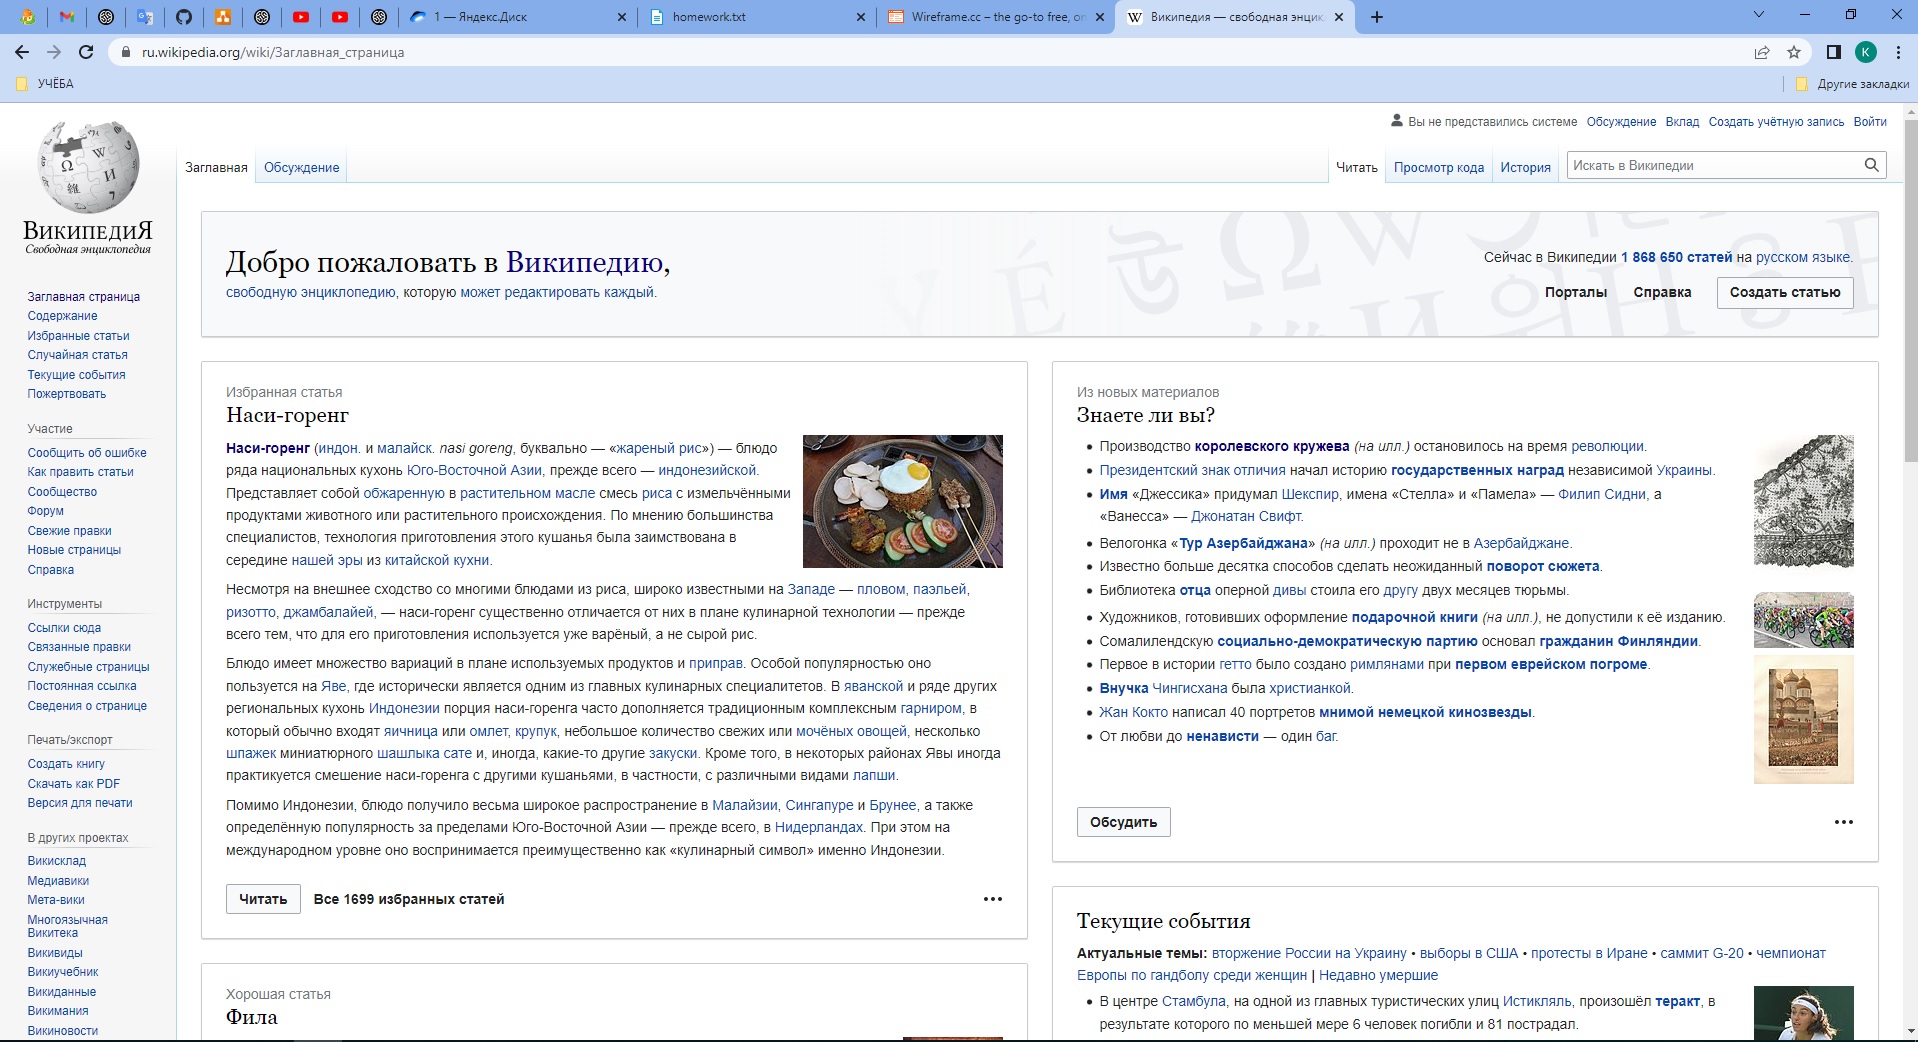 1 — Яндекс.Диск
homework.txt
Wireframe.cc – the go-to free, on
Википедия — свободная энцик
ru.wikipedia.org/wiki/Заглавная_страница
K
УЧЁБА
Другие закладки
ВикипедиЯ
Свободная энциклопедия
Вы не представились системе Обсуждение Вклад Создать учётную запись Войти
Заглавная Обсуждение
Читать Просмотр кода История Искать в Википедии
Заглавная страница
Содержание
Избранные статьи
Случайная статья
Текущие события
Пожертвовать
Участие
Сообщить об ошибке
Как править статьи
Сообщество
Форум
Свежие правки
Новые страницы
Справка
Инструменты
Ссылки сюда
Связанные правки
Служебные страницы
Постоянная ссылка
Сведения о странице
Печать/экспорт
Создать книгу
Скачать как PDF
Версия для печати
В других проектах
Викисклад
Медиавики
Мета-вики
Многоязычная
Викитека
Викивиды
Викиучебник
Викиданные
Викимания
Викиновости
Добро пожаловать в Википедию,
свободную энциклопедию, которую может редактировать каждый.
Сейчас в Википедии 1 868 650 статей на русском языке.
Порталы Справка Создать статью
Избранная статья
Наси-горенг
Наси-горенг (индон. и малайск. nasi goreng, буквально — «жареный рис») — блюдо
ряда национальных кухонь Юго-Восточной Азии, прежде всего — индонезийской.
Представляет собой обжаренную в растительном масле смесь риса с измельчёнными
продуктами животного или растительного происхождения. По мнению большинства
специалистов, технология приготовления этого кушанья была заимствована в
середине нашей эры из китайской кухни.
Несмотря на внешнее сходство со многими блюдами из риса, широко известными на Западе — пловом, паэльей,
ризотто, джамбалайей, — наси-горенг существенно отличается от них в плане кулинарной технологии — прежде
всего тем, что для его приготовления используется уже варёный, а не сырой рис.
Блюдо имеет множество вариаций в плане используемых продуктов и приправ. Особой популярностью оно
пользуется на Яве, где исторически является одним из главных кулинарных специалитетов. В яванской и ряде других
региональных кухонь Индонезии порция наси-горенга часто дополняется традиционным комплексным гарниром, в
который обычно входят яичница или омлет, крупук, небольшое количество свежих или мочёных овощей, несколько
шпажек миниатюрного шашлыка сате и, иногда, какие-то другие закуски. Кроме того, в некоторых районах Явы иногда
практикуется смешение наси-горенга с другими кушаньями, в частности, с различными видами лапши.
Помимо Индонезии, блюдо получило весьма широкое распространение в Малайзии, Сингапуре и Брунее, а также
определённую популярность за пределами Юго-Восточной Азии — прежде всего, в Нидерландах. При этом на
международном уровне оно воспринимается преимущественно как «кулинарный символ» именно Индонезии.
Читать Все 1699 избранных статей
Хорошая статья
Фила
Из новых материалов
Знаете ли вы?
Производство королевского кружева (на илл.) остановилось на время революции.
Президентский знак отличия начал историю государственных наград независимой Украины.
Имя «Джессика» придумал Шекспир, имена «Стелла» и «Памела» — Филип Сидни, а
«Ванесса» — Джонатан Свифт.
Велогонка «Тур Азербайджана» (на илл.) проходит не в Азербайджане.
Известно больше десятка способов сделать неожиданный поворот сюжета.
Библиотека отца оперной дивы стоила его другу двух месяцев тюрьмы.
Художников, готовивших оформление подарочной книги (на илл.), не допустили к её изданию.
Сомалилендскую социально-демократическую партию основал гражданин Финляндии.
Первое в истории гетто было создано римлянами при первом еврейском погроме.
Внучка Чингисхана была христианкой.
Жан Кокто написал 40 портретов мнимой немецкой кинозвезды.
От любви до ненависти — один баг.
Обсудить
Текущие события
Актуальные темы: вторжение России на Украину • выборы в США • протесты в Иране • саммит G-20 • чемпионат
Европы по гандболу среди женщин | Недавно умершие
В центре Стамбула, на одной из главных туристических улиц Истикляль, произошёл теракт, в
результате которого по меньшей мере 6 человек погибли и 81 пострадал.